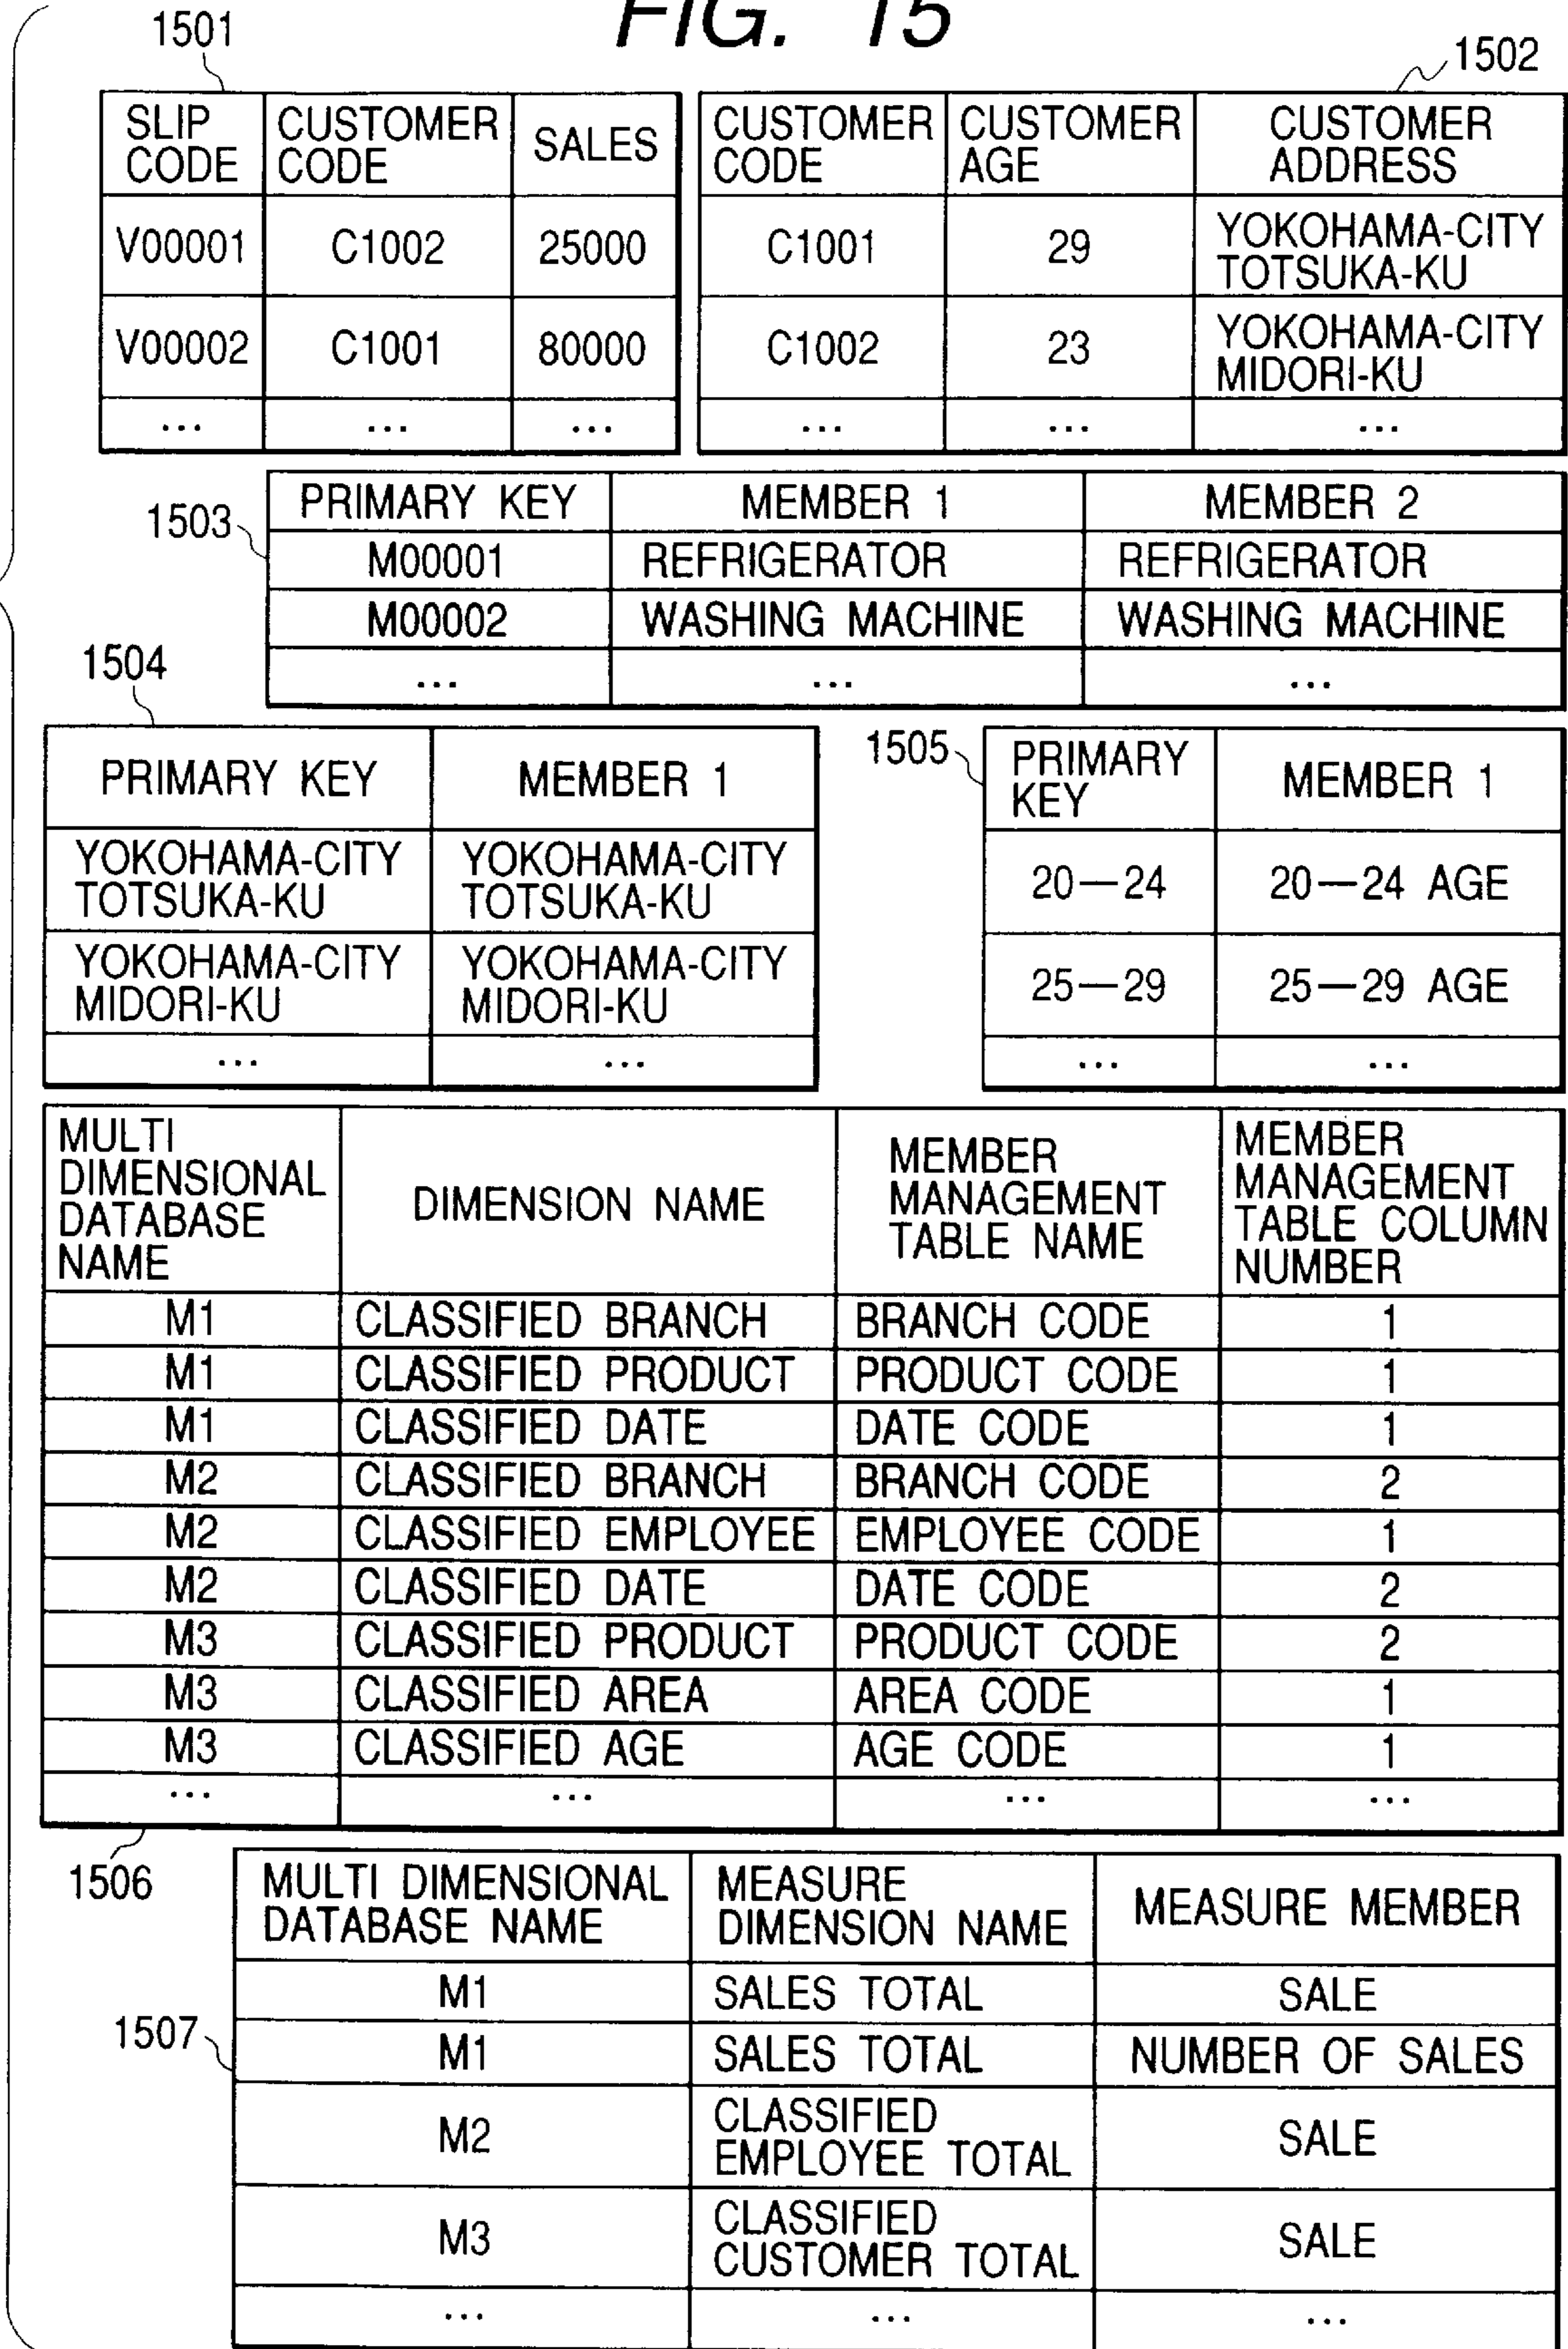 FIG. 15
1501
1502
SLIP CODE CUSTOMER CODE SALES
V00001 C1002 25000
V00002 C1001 80000
... ... ...
CUSTOMER CODE CUSTOMER AGE CUSTOMER ADDRESS
C1001 29 YOKOHAMA-CITY TOTSUKA-KU
C1002 23 YOKOHAMA-CITY MIDORI-KU
... ... ...
1503
PRIMARY KEY MEMBER 1 MEMBER 2
M00001 REFRIGERATOR REFRIGERATOR
M00002 WASHING MACHINE WASHING MACHINE
... ... ...
1504
PRIMARY KEY MEMBER 1
YOKOHAMA-CITY TOTSUKA-KU YOKOHAMA-CITY TOTSUKA-KU
YOKOHAMA-CITY MIDORI-KU YOKOHAMA-CITY MIDORI-KU
... ...
1505
PRIMARY KEY MEMBER 1
20—24 20—24 AGE
25—29 25—29 AGE
... ...
MULTI DIMENSIONAL DATABASE NAME DIMENSION NAME MEMBER MANAGEMENT TABLE NAME MEMBER MANAGEMENT TABLE COLUMN NUMBER
M1 CLASSIFIED BRANCH BRANCH CODE 1
M1 CLASSIFIED PRODUCT PRODUCT CODE 1
M1 CLASSIFIED DATE DATE CODE 1
M2 CLASSIFIED BRANCH BRANCH CODE 2
M2 CLASSIFIED EMPLOYEE EMPLOYEE CODE 1
M2 CLASSIFIED DATE DATE CODE 2
M3 CLASSIFIED PRODUCT PRODUCT CODE 2
M3 CLASSIFIED AREA AREA CODE 1
M3 CLASSIFIED AGE AGE CODE 1
... ... ... ...
1506
MULTI DIMENSIONAL DATABASE NAME MEASURE DIMENSION NAME MEASURE MEMBER
M1 SALES TOTAL SALE
1507
M1 SALES TOTAL NUMBER OF SALES
M2 CLASSIFIED EMPLOYEE TOTAL SALE
M3 CLASSIFIED CUSTOMER TOTAL SALE
... ... ...